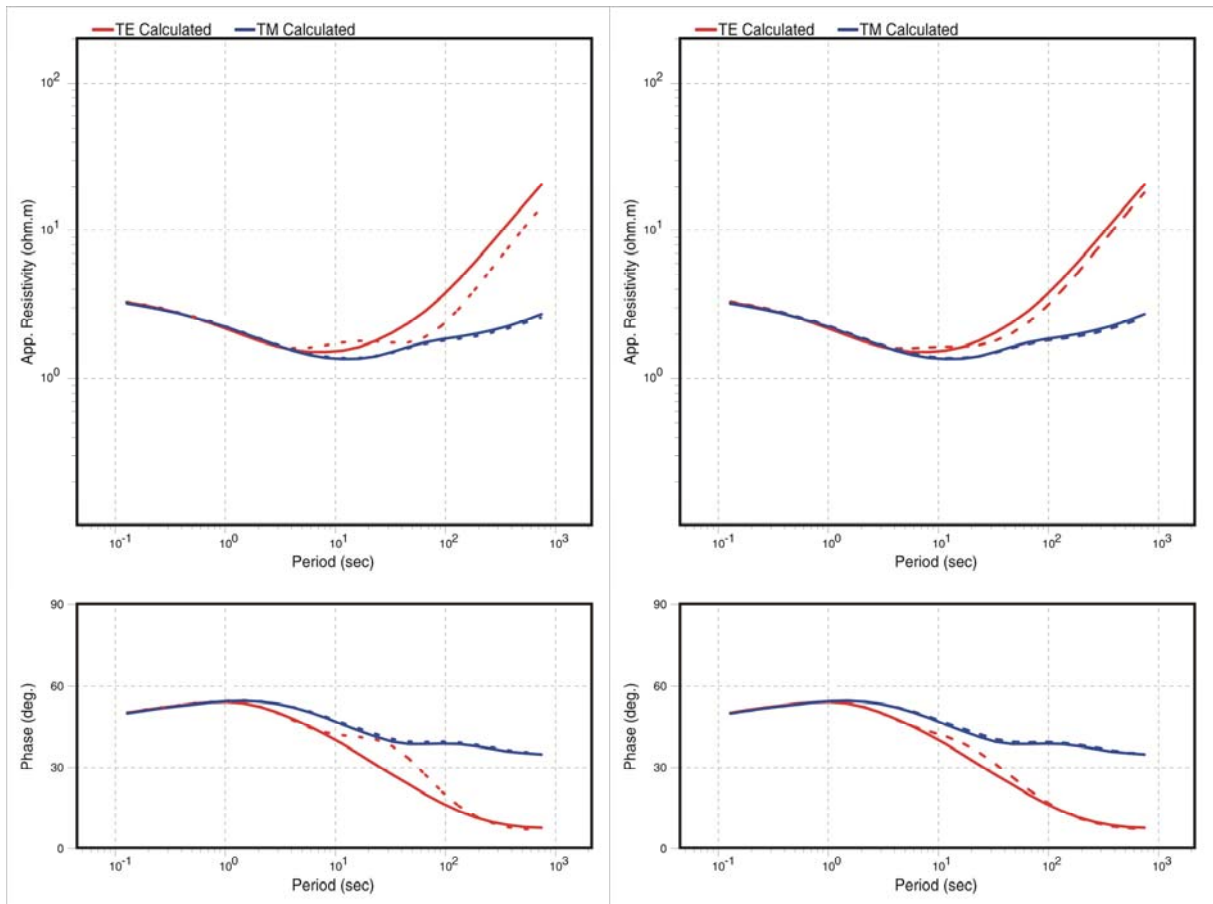 TE Calculated TM Calculated
10²
10¹
10⁰
App. Resistivity (ohm.m)
10⁻¹ 10⁰ 10¹ 10² 10³
Period (sec)
90
60
30
0
Phase (deg.)
10⁻¹ 10⁰ 10¹ 10² 10³
Period (sec)
TE Calculated TM Calculated
10²
10¹
10⁰
App. Resistivity (ohm.m)
10⁻¹ 10⁰ 10¹ 10² 10³
Period (sec)
90
60
30
0
Phase (deg.)
10⁻¹ 10⁰ 10¹ 10² 10³
Period (sec)